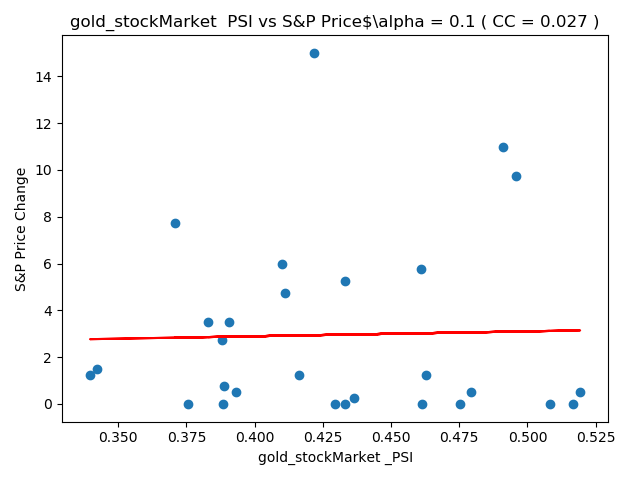 gold_stockMarket  PSI vs S&P Price$\alpha = 0.1 ( CC = 0.027 )
14
12
10
8
6
4
2
0
S&P Price Change
0.350 0.375 0.400 0.425 0.450 0.475 0.500 0.525
gold_stockMarket _PSI